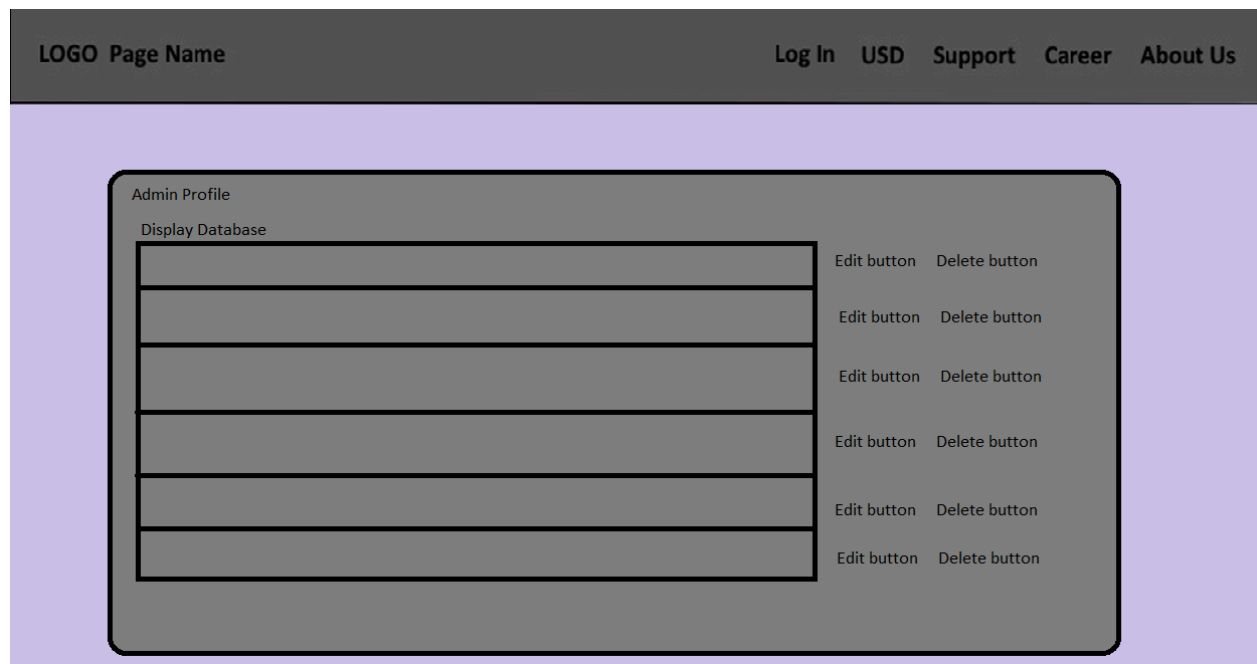 LOGO Page Name Log In USD Support Career About Us
Admin Profile
Display Database
Edit button Delete button
Edit button Delete button
Edit button Delete button
Edit button Delete button
Edit button Delete button
Edit button Delete button